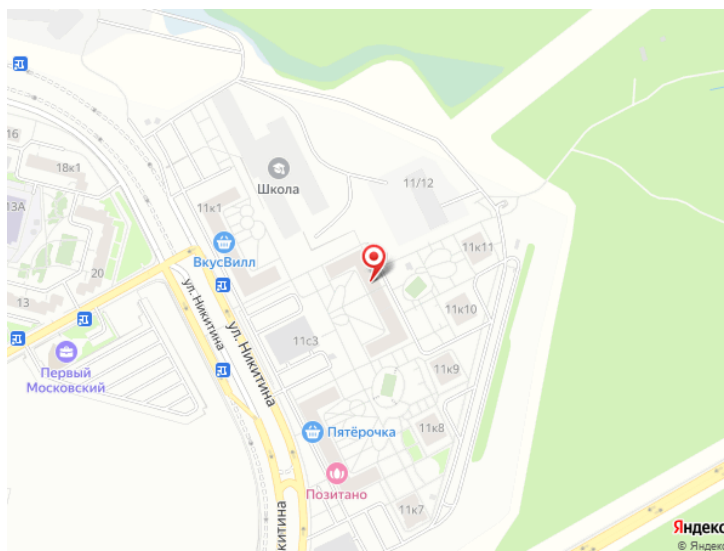 16
18к1
13А
11к1
Школа
11/12
ВкусВилл
11к11
20
13
11к10
ул. Никитина
ул. Никитина
11с3
Первый
Московский
11к9
Пятёрочка
11к8
Позитано
11к7
Никитина
Яндекс
© Яндекс